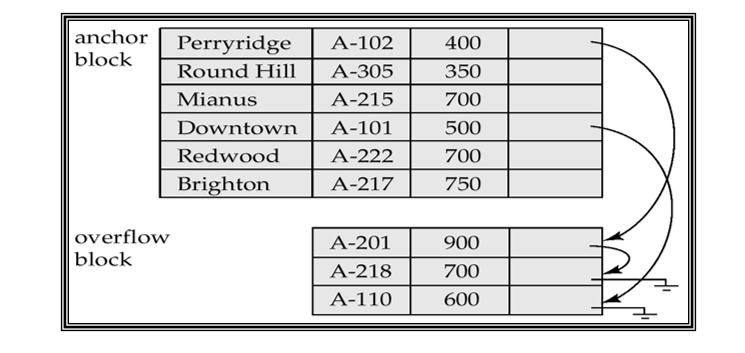 anchor block
Perryridge A-102 400
Round Hill A-305 350
Mianus A-215 700
Downtown A-101 500
Redwood A-222 700
Brighton A-217 750
overflow block
A-201 900
A-218 700
A-110 600